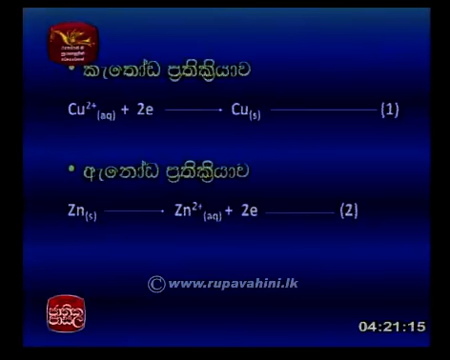 • කැතෝඩ ප්‍රතික්‍රියාව
Cu²⁺(aq) + 2e ⟶ Cu(s) (1)
• ඇනෝඩ ප්‍රතික්‍රියාව
Zn(s) ⟶ Zn²⁺(aq) + 2e (2)
© www.rupavahini.lk
ජාතික
පාසල
04:21:15